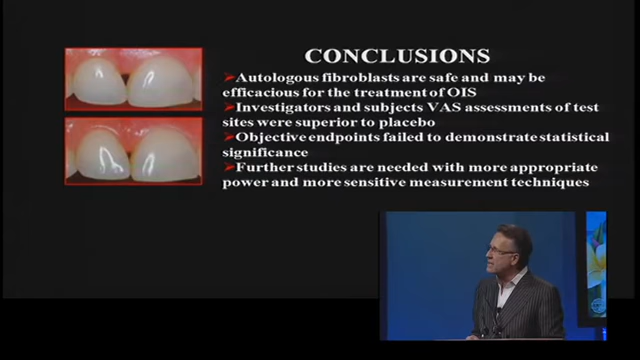 CONCLUSIONS
➤Autologous fibroblasts are safe and may be
efficacious for the treatment of OIS
➤Investigators and subjects VAS assessments of test
sites were superior to placebo
➤Objective endpoints failed to demonstrate statistical
significance
➤Further studies are needed with more appropriate
power and more sensitive measurement techniques